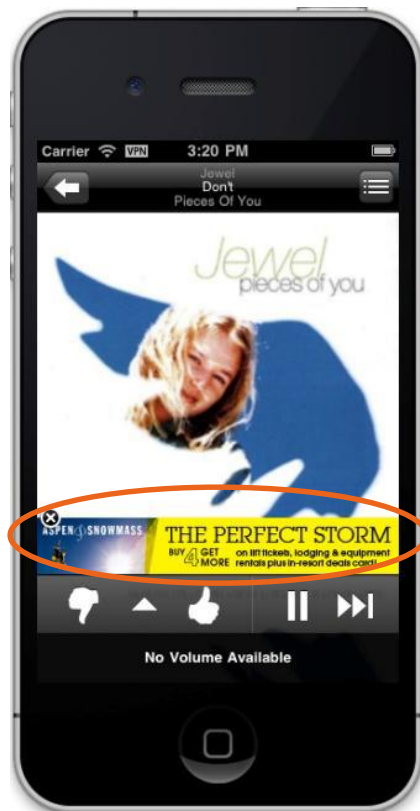 Carrier VPN 3:20 PM
Jewel
Don't
Pieces Of You
Jewel
pieces of you
ASPEN SNOWMASS
THE PERFECT STORM
BUY 4 GET MORE on lift tickets, lodging & equipment
rentals plus in-resort deals card!
No Volume Available